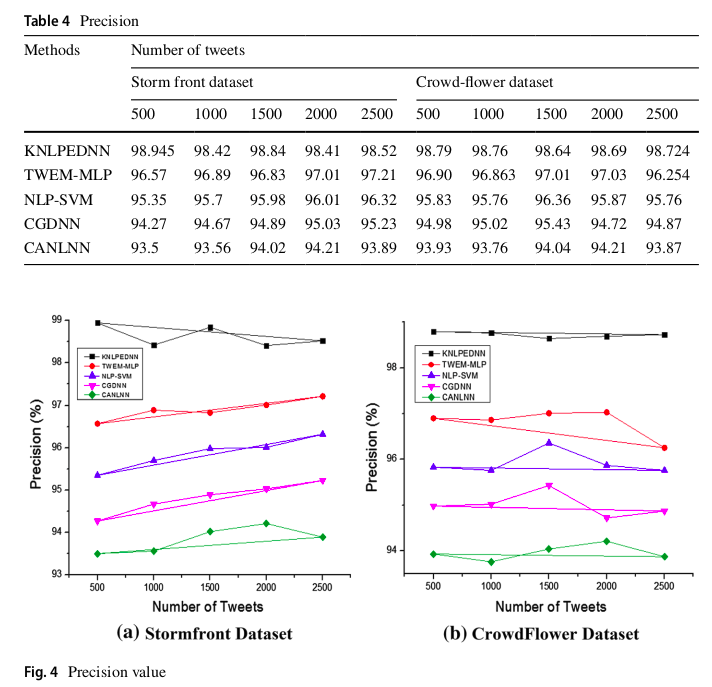 Table 4 Precision
Methods Number of tweets
Storm front dataset Crowd-flower dataset
500 1000 1500 2000 2500 500 1000 1500 2000 2500
KNLPEDNN 98.945 98.42 98.84 98.41 98.52 98.79 98.76 98.64 98.69 98.724
TWEM-MLP 96.57 96.89 96.83 97.01 97.21 96.90 96.863 97.01 97.03 96.254
NLP-SVM 95.35 95.7 95.98 96.01 96.32 95.83 95.76 96.36 95.87 95.76
CGDNN 94.27 94.67 94.89 95.03 95.23 94.98 95.02 95.43 94.72 94.87
CANLNN 93.5 93.56 94.02 94.21 93.89 93.93 93.76 94.04 94.21 93.87
99
98
97
96
95
94
93
Precision (%)
KNLPEDNN
TWEM-MLP
NLP-SVM
CGDNN
CANLNN
500 1000 1500 2000 2500
Number of Tweets
(a) Stormfront Dataset
98
96
94
Precision (%)
KNLPEDNN
TWEM-MLP
NLP-SVM
CGDNN
CANLNN
500 1000 1500 2000 2500
Number of Tweets
(b) CrowdFlower Dataset
Fig. 4 Precision value